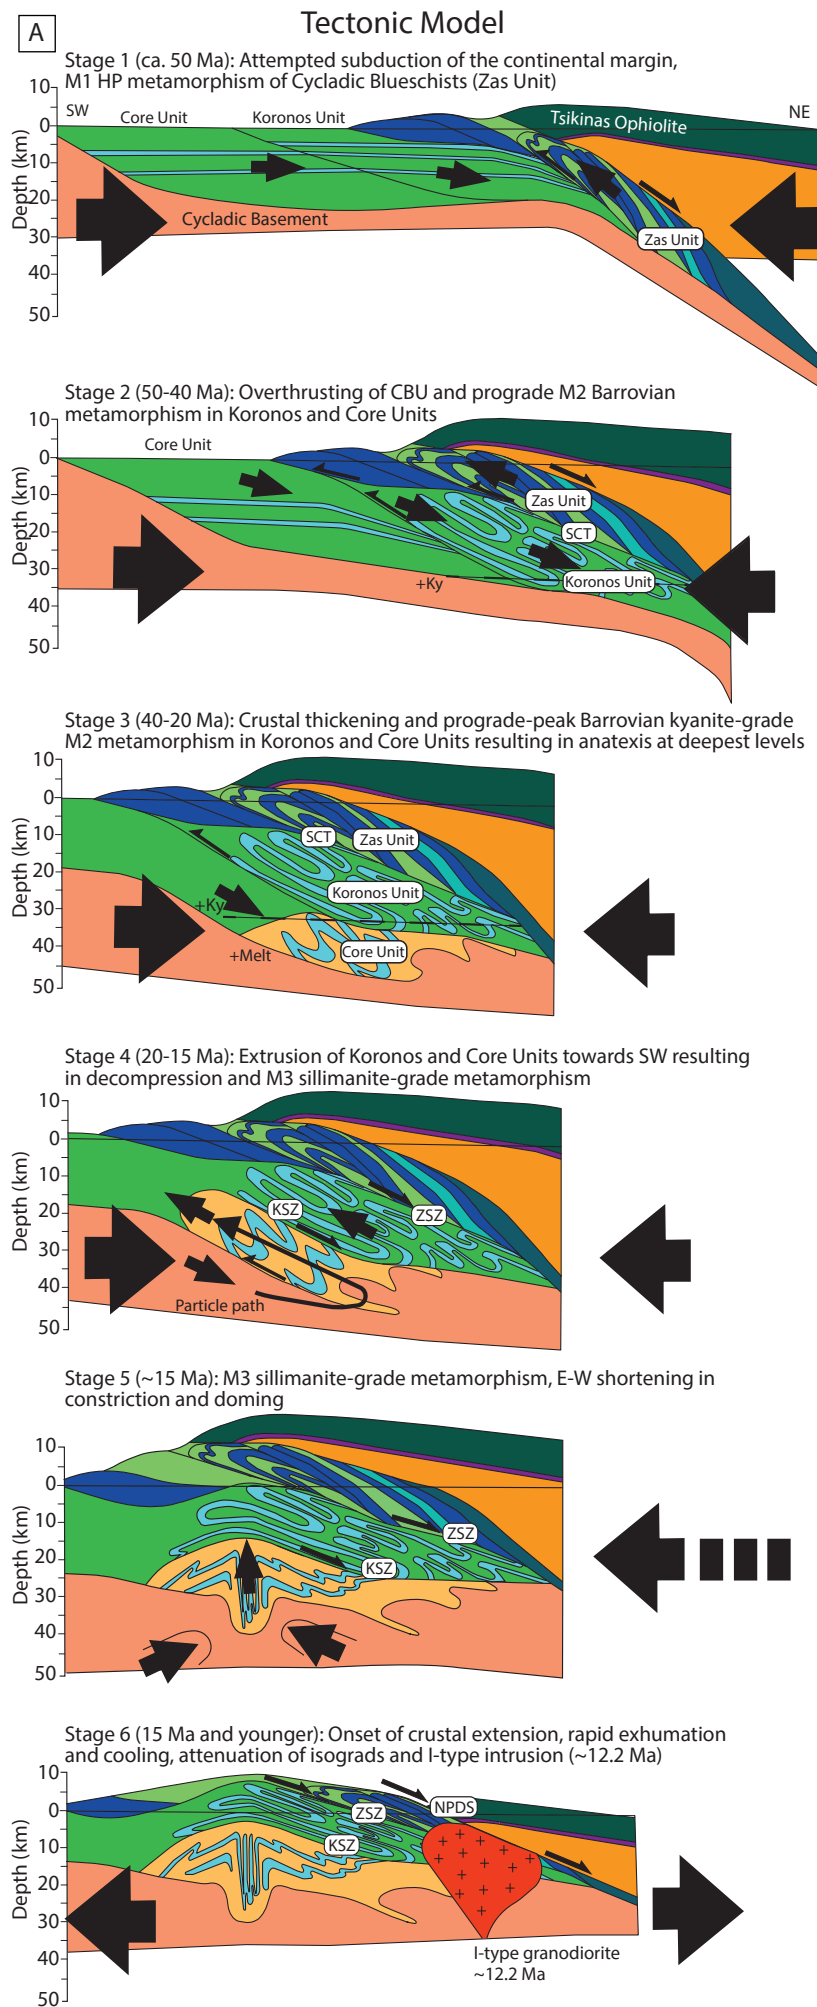 A
Tectonic Model
Stage 1 (ca. 50 Ma): Attempted subduction of the continental margin,
M1 HP metamorphism of Cycladic Blueschists (Zas Unit)
10
SW
Core Unit
Koronos Unit
Tsikinas Ophiolite
NE
0
10
20
Cycladic Basement
30
Zas Unit
40
50
Depth (km)
Stage 2 (50-40 Ma): Overthrusting of CBU and prograde M2 Barrovian
metamorphism in Koronos and Core Units
10
Core Unit
0
10
Zas Unit
20
SCT
30
+Ky
Koronos Unit
40
50
Depth (km)
Stage 3 (40-20 Ma): Crustal thickening and prograde-peak Barrovian kyanite-grade
M2 metamorphism in Koronos and Core Units resulting in anatexis at deepest levels
10
0
10
SCT
Zas Unit
20
Koronos Unit
30
+Ky
40
+Melt
Core Unit
50
Depth (km)
Stage 4 (20-15 Ma): Extrusion of Koronos and Core Units towards SW resulting
in decompression and M3 sillimanite-grade metamorphism
10
0
10
20
KSZ
ZSZ
30
40
Particle path
50
Depth (km)
Stage 5 (~15 Ma): M3 sillimanite-grade metamorphism, E-W shortening in
constriction and doming
10
0
10
ZSZ
20
KSZ
30
40
50
Depth (km)
Stage 6 (15 Ma and younger): Onset of crustal extension, rapid exhumation
and cooling, attenuation of isograds and I-type intrusion (~12.2 Ma)
10
0
ZSZ
NPDS
10
KSZ
20
30
40
I-type granodiorite
~12.2 Ma
50
Depth (km)